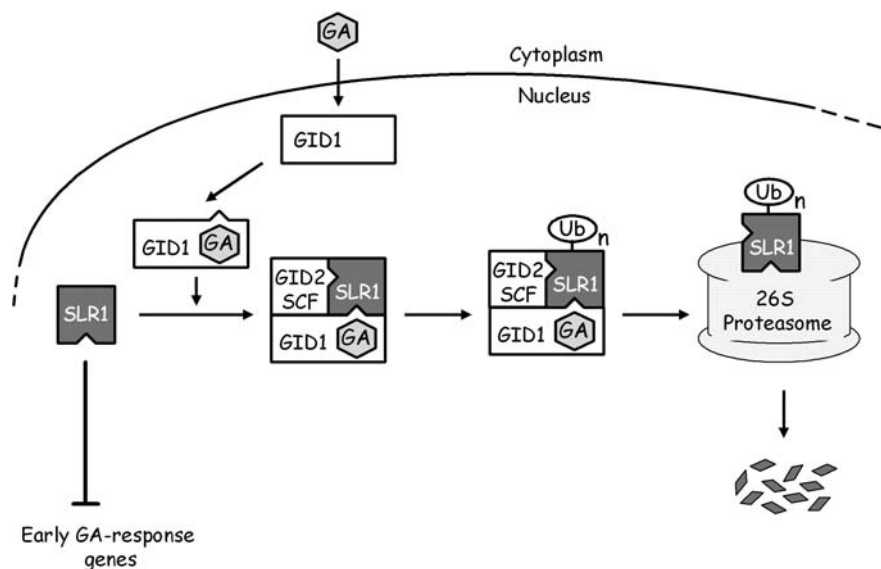 GA
Cytoplasm
Nucleus
GID1
GID1 GA
SLR1
GID2
SCF
SLR1
GID1 GA
Ub n
GID2
SCF
SLR1
GID1 GA
Ub n
SLR1
26S
Proteasome
Early GA-response
genes